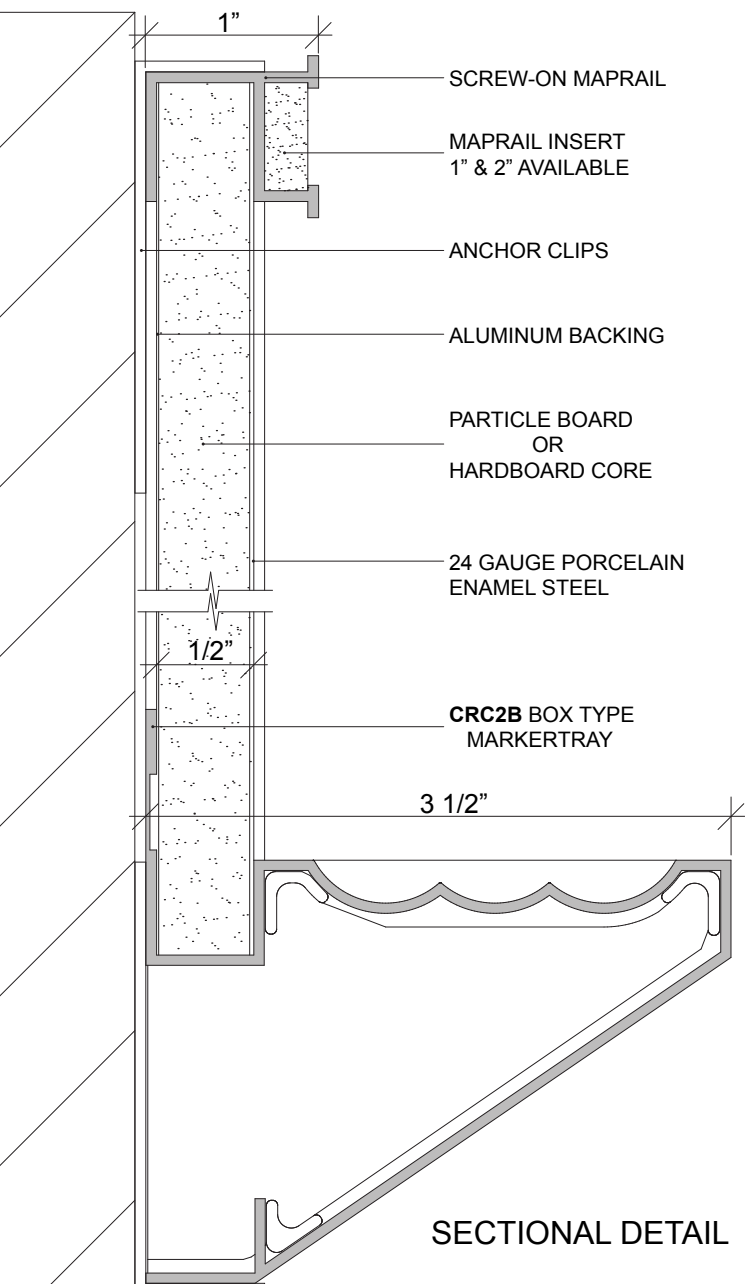 1”
SCREW-ON MAPRAIL
MAPRAIL INSERT
1” & 2” AVAILABLE
ANCHOR CLIPS
ALUMINUM BACKING
PARTICLE BOARD
OR
HARDBOARD CORE
24 GAUGE PORCELAIN
ENAMEL STEEL
1/2”
CRC2B BOX TYPE
MARKERTRAY
3 1/2”
SECTIONAL DETAIL